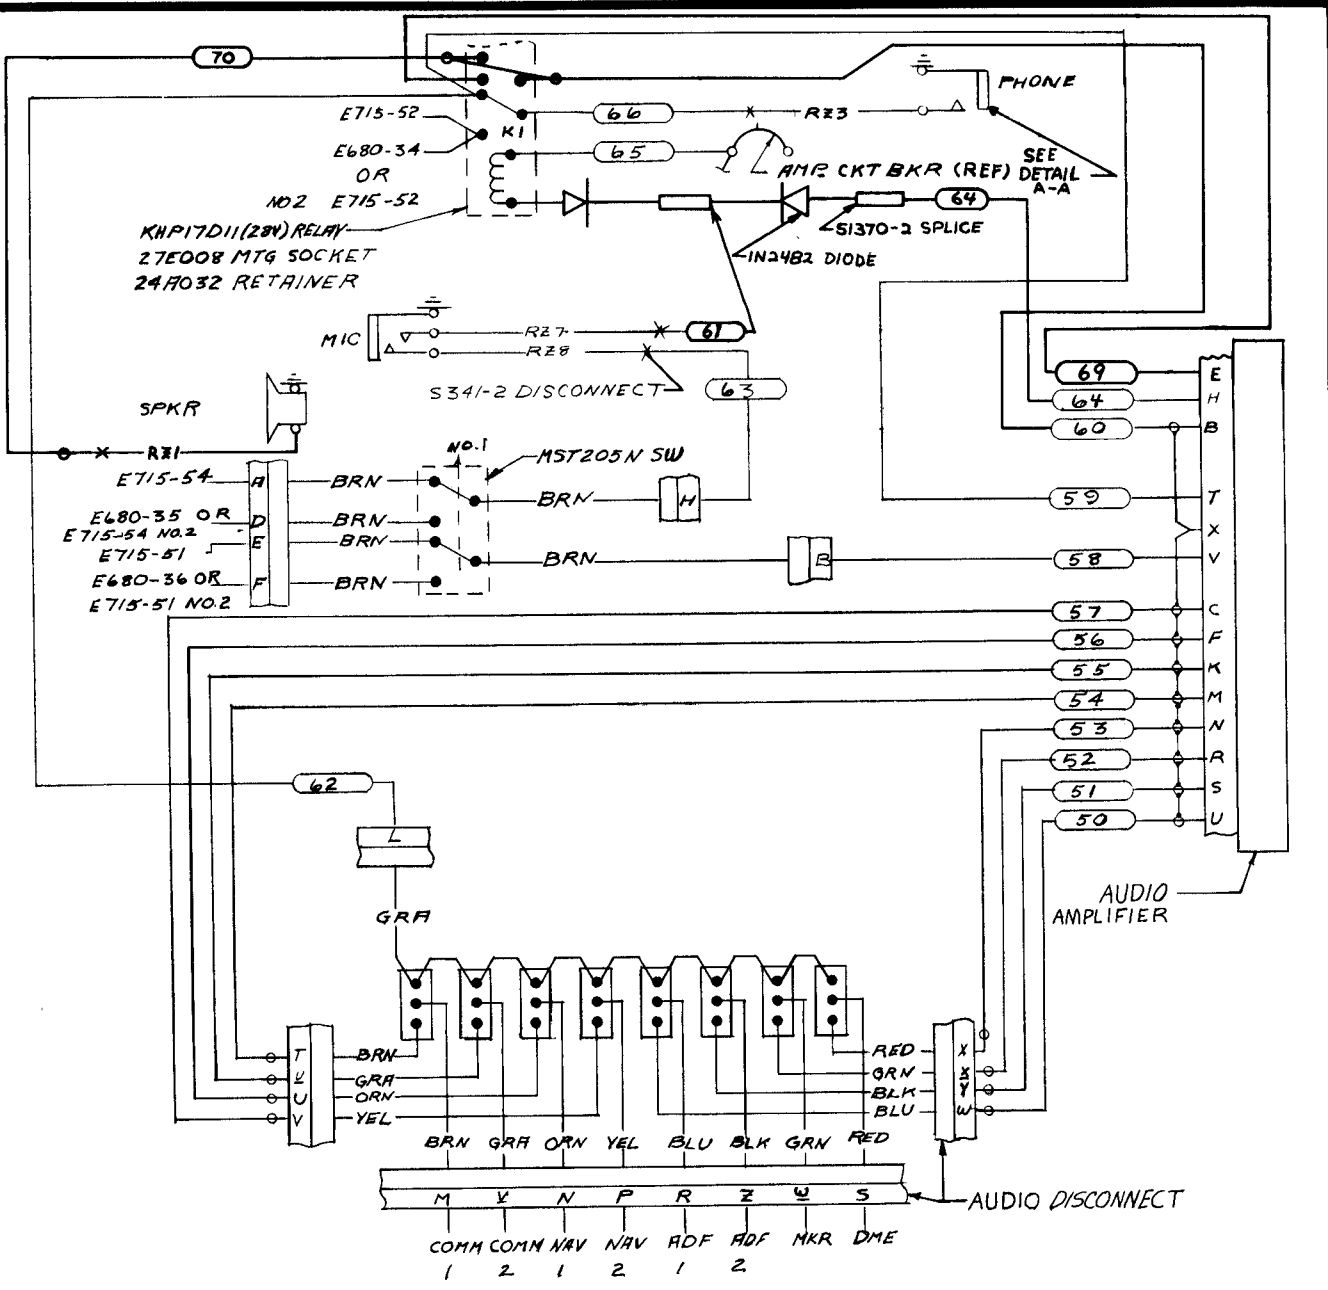 70
E715-52
K1
66
RZ3
PHONE
E680-34
OR
NO2 E715-52
65
AMP. CKT BKR (REF)
SEE
DETAIL
A-A
64
51370-2 SPLICE
1N2482 DIODE
KHP17D11(28V) RELAY
27E008 MTG SOCKET
24A032 RETAINER
MIC
RZ7
61
RZ8
S341-2 DISCONNECT
63
69 E
64 H
60 B
SPKR
RZ1
NO.1
MST205N SW
E715-54 A BRN
BRN H
59 T
E680-35 OR D BRN
E715-54 NO.2
X
E715-51 E BRN
BRN B
58 V
E680-36 OR F BRN
E715-51 NO.2
57 C
56 F
55 K
54 M
53 N
52 R
51 S
50 U
62
L
GRA
AUDIO
AMPLIFIER
T BRN
V GRA
U ORN
V YEL
RED X
GRN X
BLK Y
BLU W
BRN GRA ORN YEL BLU BLK GRN RED
M V N P R Z W S
AUDIO DISCONNECT
COMM COMM NAV NAV ADF ADF MKR DME
1 2 1 2 1 2